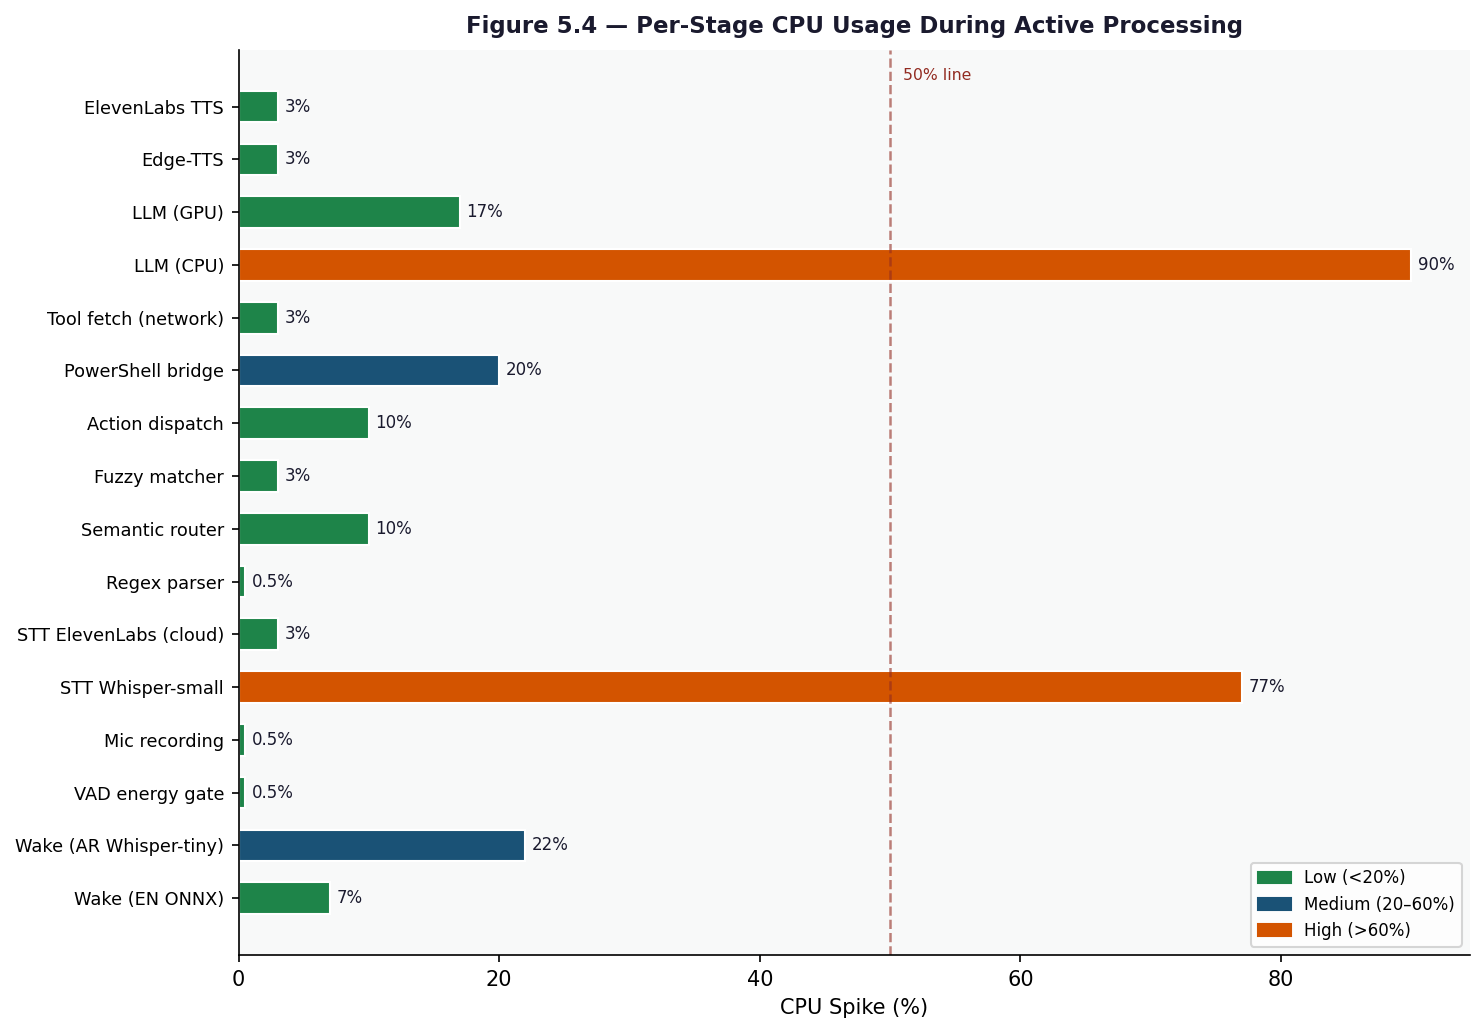 Figure 5.4 — Per-Stage CPU Usage During Active Processing
50% line
ElevenLabs TTS 3%
Edge-TTS 3%
LLM (GPU) 17%
LLM (CPU) 90%
Tool fetch (network) 3%
PowerShell bridge 20%
Action dispatch 10%
Fuzzy matcher 3%
Semantic router 10%
Regex parser 0.5%
STT ElevenLabs (cloud) 3%
STT Whisper-small 77%
Mic recording 0.5%
VAD energy gate 0.5%
Wake (AR Whisper-tiny) 22%
Wake (EN ONNX) 7%
Low (<20%)
Medium (20–60%)
High (>60%)
0 20 40 60 80
CPU Spike (%)